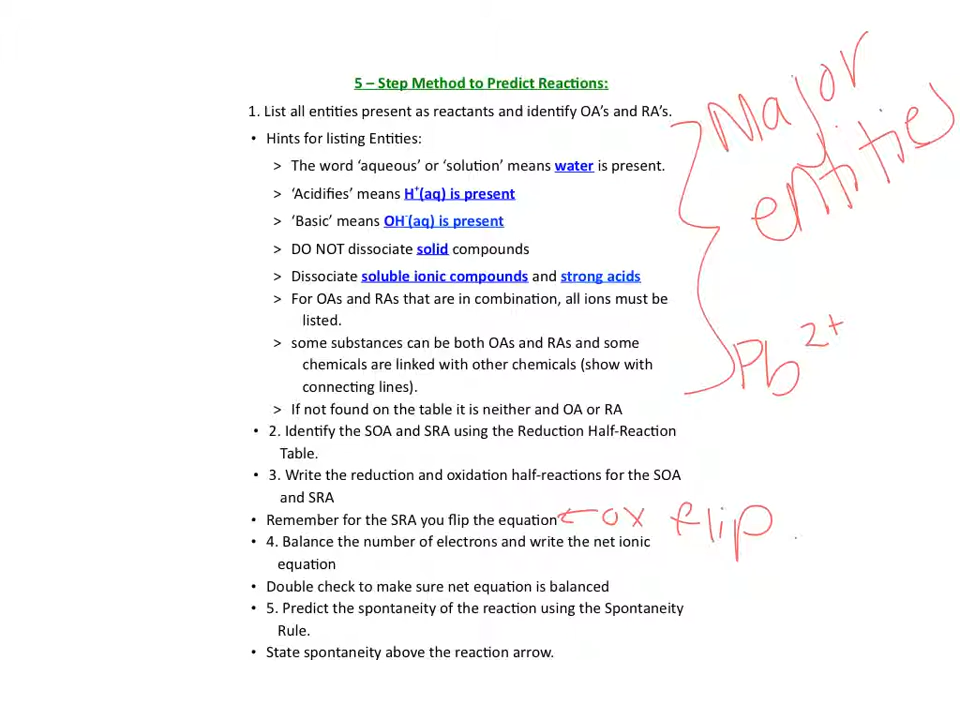 5 – Step Method to Predict Reactions:
1. List all entities present as reactants and identify OA's and RA's.
• Hints for listing Entities:
> The word 'aqueous' or 'solution' means water is present.
> 'Acidifies' means H⁺(aq) is present
> 'Basic' means OH⁻(aq) is present
> DO NOT dissociate solid compounds
> Dissociate soluble ionic compounds and strong acids
> For OAs and RAs that are in combination, all ions must be
listed.
> some substances can be both OAs and RAs and some
chemicals are linked with other chemicals (show with
connecting lines).
> If not found on the table it is neither and OA or RA
• 2. Identify the SOA and SRA using the Reduction Half-Reaction
Table.
• 3. Write the reduction and oxidation half-reactions for the SOA
and SRA
• Remember for the SRA you flip the equation ← ox flip
• 4. Balance the number of electrons and write the net ionic
equation
• Double check to make sure net equation is balanced
• 5. Predict the spontaneity of the reaction using the Spontaneity
Rule.
• State spontaneity above the reaction arrow.
Major
entities
Pb²⁺